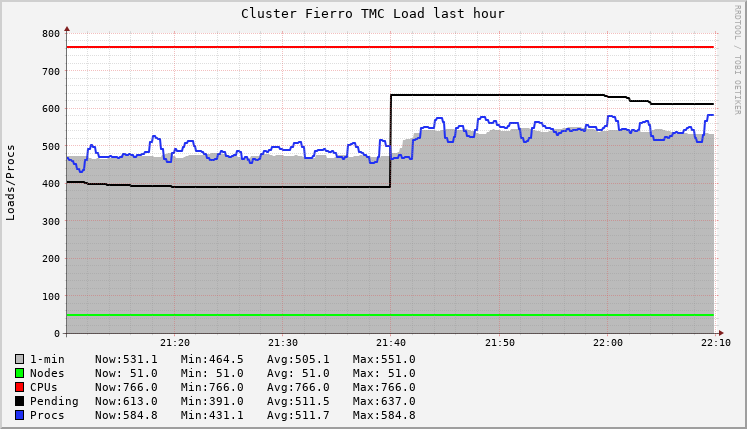 Cluster Fierro TMC Load last hour
RRDTOOL / TOBI OETIKER
Loads/Procs
800
700
600
500
400
300
200
100
0
21:20 21:30 21:40 21:50 22:00 22:10
1-min Now:531.1 Min:464.5 Avg:505.1 Max:551.0
Nodes Now: 51.0 Min: 51.0 Avg: 51.0 Max: 51.0
CPUs Now:766.0 Min:766.0 Avg:766.0 Max:766.0
Pending Now:613.0 Min:391.0 Avg:511.5 Max:637.0
Procs Now:584.8 Min:431.1 Avg:511.7 Max:584.8